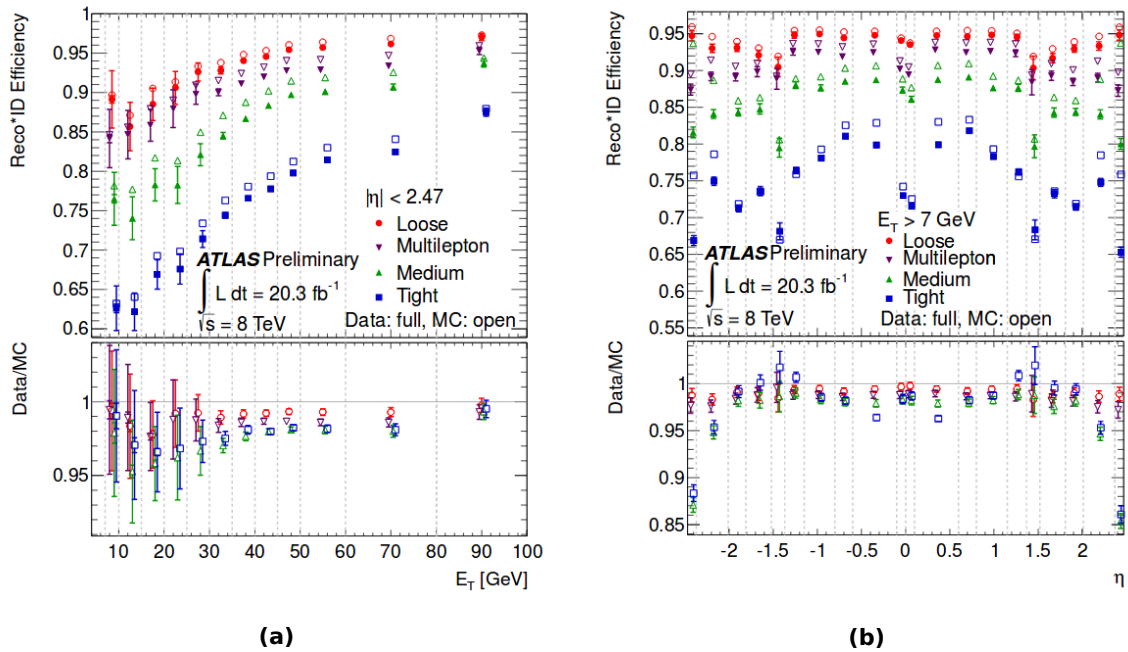 1
0.95
0.9
0.85
0.8
0.75
0.7
0.65
0.6
Reco*ID Efficiency
|η| < 2.47
Loose
Multilepton
Medium
Tight
ATLAS Preliminary
∫ L dt = 20.3 fb⁻¹
√s = 8 TeV
Data: full, MC: open
Data/MC
1
0.95
10 20 30 40 50 60 70 80 90 100
E_T [GeV]
(a)
0.95
0.9
0.85
0.8
0.75
0.7
0.65
0.6
0.55
Reco*ID Efficiency
E_T > 7 GeV
Loose
Multilepton
Medium
Tight
ATLAS Preliminary
∫ L dt = 20.3 fb⁻¹
√s = 8 TeV
Data: full, MC: open
Data/MC
1
0.95
0.9
0.85
-2 -1.5 -1 -0.5 0 0.5 1 1.5 2
η
(b)